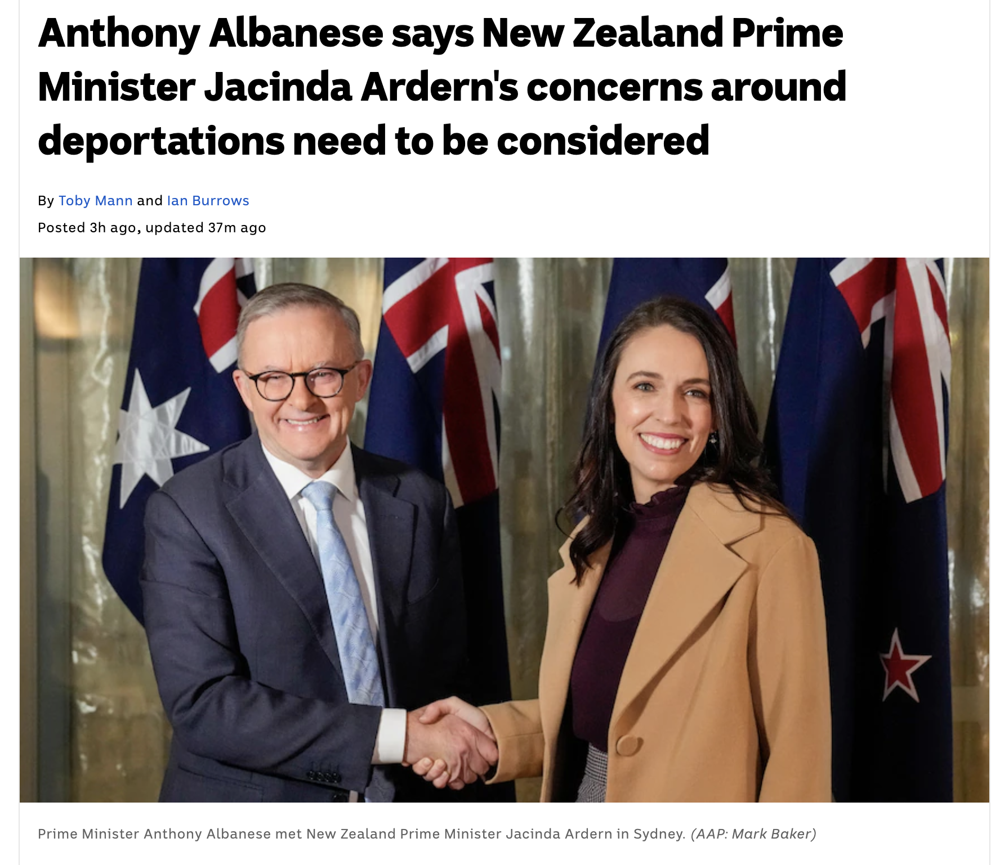 Anthony Albanese says New Zealand Prime
Minister Jacinda Ardern's concerns around
deportations need to be considered
By Toby Mann and Ian Burrows
Posted 3h ago, updated 37m ago
Prime Minister Anthony Albanese met New Zealand Prime Minister Jacinda Ardern in Sydney. (AAP: Mark Baker)